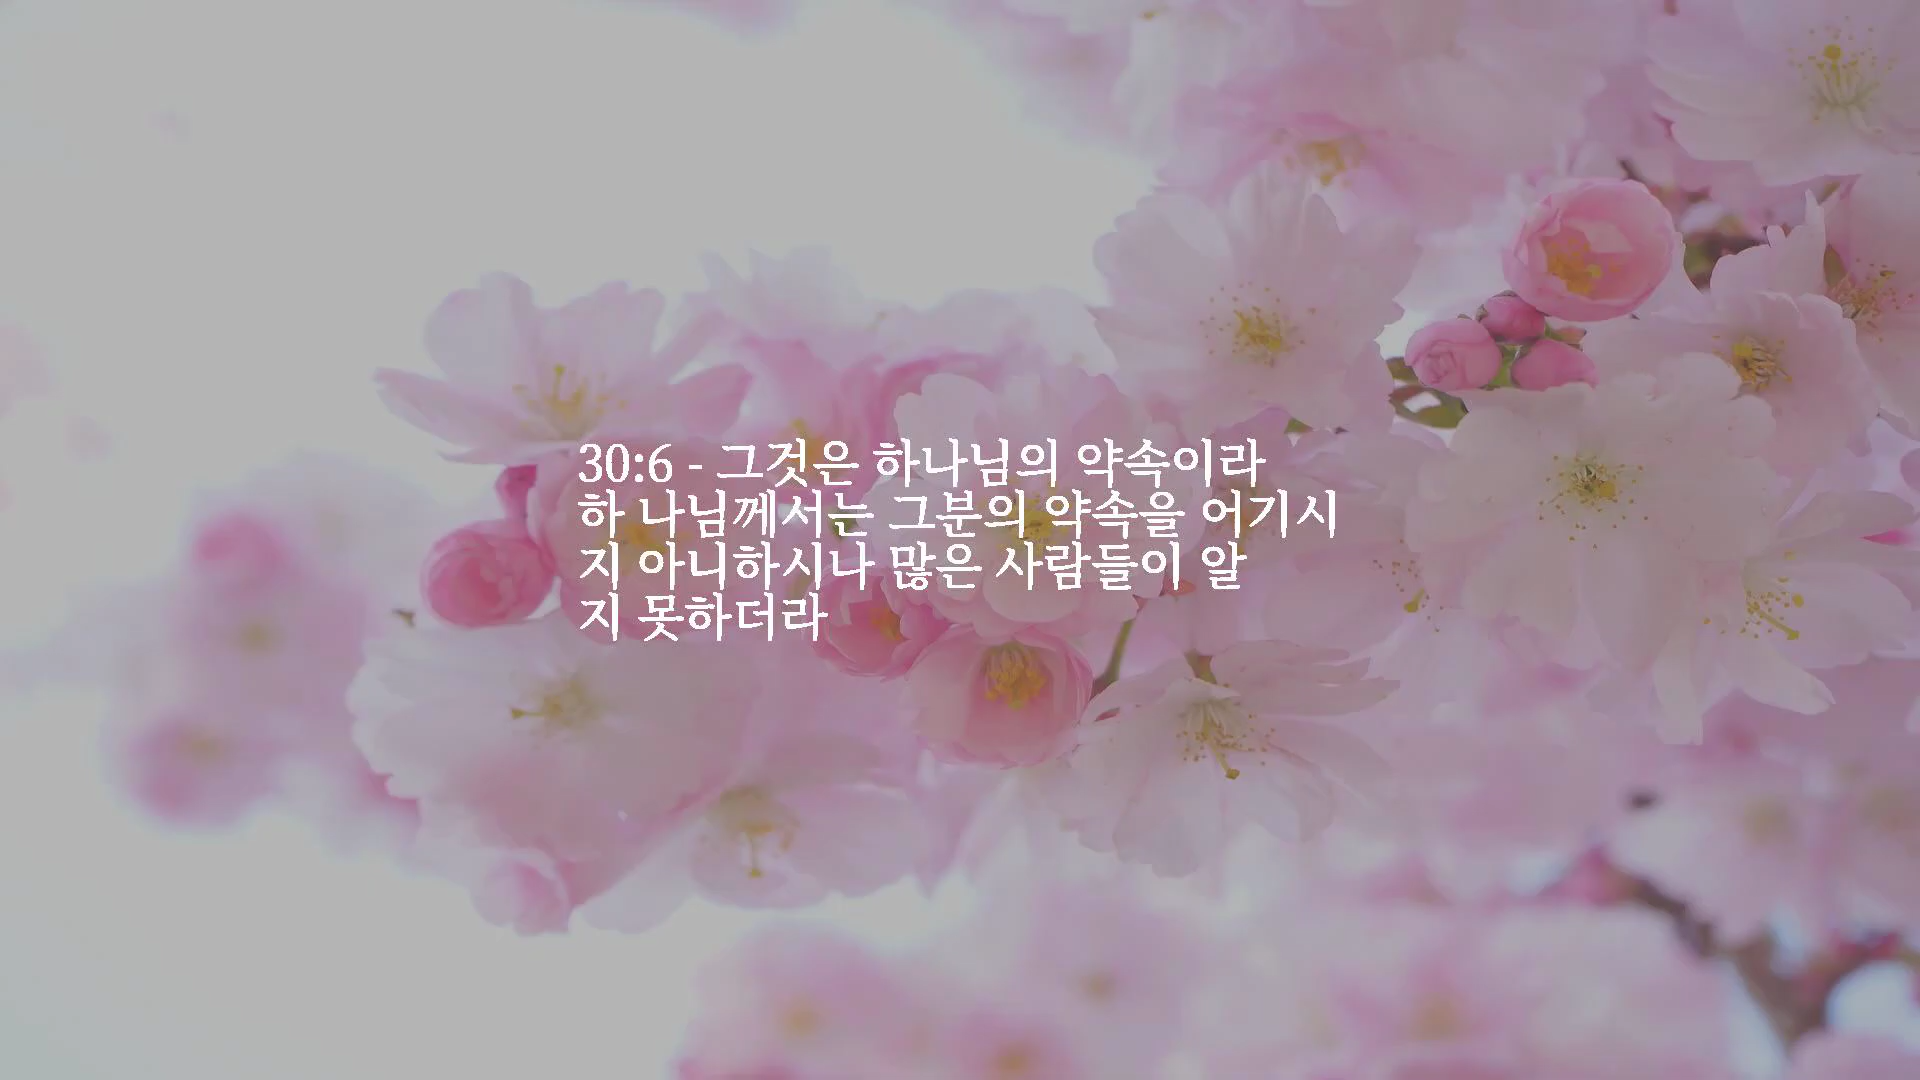 30:6 - 그것은 하나님의 약속이라
하 나님께서는 그분의 약속을 어기시
지 아니하시나 많은 사람들이 알
지 못하더라